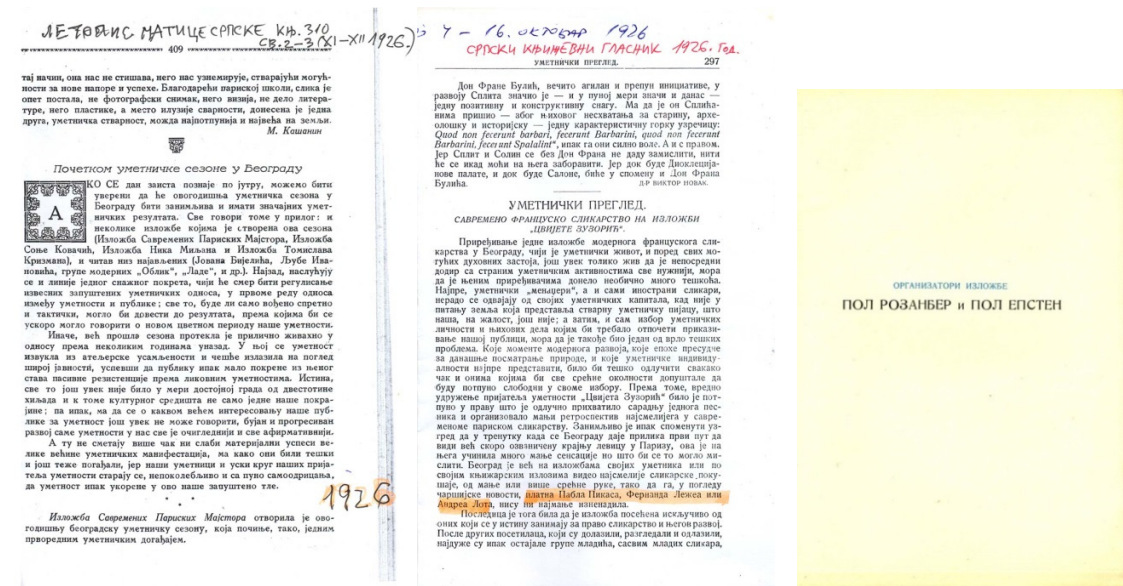 ЛЕТОПИС МАТИЦЕ СРПСКЕ КЊ. 310
СВ. 2-3 (XI-XII 1926.)
409
тај начин, она нас не стишава, него нас узнемирује, стварајући могућ-
ности за нове напоре и успехе. Благодарећи париској школи, слика је
опет постала, не фотографски снимак, него визија, не дело литера-
туре, него пластике, а место илузије сварности, донесена је једна
друга, уметничка стварност, можда најпотпунија и највећа на земљи.
М. Кашанин
Почетком уметничке сезоне у Београду
АКО СЕ дан заиста познаје по јутру, можемо бити
уверени да ће овогодишња уметничка сезона у
Београду бити занимљива и имати значајних умет-
ничких резултата. Све говори томе у прилог: и
неколике изложбе којима је створена ова сезона
(Изложба Савремених Париских Мајстора, Изложба
Соње Ковачић, Изложба Ника Миљана и Изложба Томислава
Кризмана), и читав низ најављених (Јована Бијелића, Љубе Ива-
новића, групе модерних „Облик“, „Ладе“, и др.). Најзад, наслућују
се и линије једног снажног покрета, чији ће смер бити регулисање
извесних запуштених уметничких односа, у првоме реду односа
између уметности и публике; све то, буде ли само вођено спретно
и тактички, могло би довести до резултата, према којима би се
ускоро могло говорити о новом цветном периоду наше уметности.
Иначе, већ прошла сезона протекла је прилично живахно у
односу према неколиким годинама уназад. У њој се уметност
извукла из атељерске усамљености и чешће излазила на поглед
широј јавности, успевши да публику ипак мало покрене из њеног
става пасивне резистенције према ликовним уметностима. Истина,
све то још увек није било у мери достојној града од двестотине
хиљада и к томе културног средишта не само једне наше покра-
јине; па ипак, ма да се о каквом већем интересовању наше пуб-
лике за уметност још увек не може говорити, бујан и прогресиван
развој саме уметности у нас све је очигледнији и све афирмативнији.
А ту не сметају више чак ни слаби материјални успеси ве-
лике већине уметничких манифестација, ма како они били тешки
и још теже погађали, јер наши уметници и уски круг наших прија-
теља уметности старају се, непоколебљиво и са пуно самоодрицања,
да уметност ипак укорене у ово наше запуштено тле.
1926
Изложба Савремених Париских Мајстора отворила је ово-
годишњу београдску уметничку сезону, која почиње, тако, једним
прворедним уметничким догађајем.
4 - 16. ОКТОБАР 1926
СРПСКИ КЊИЖЕВНИ ГЛАСНИК 1926. Год.
УМЕТНИЧКИ ПРЕГЛЕД. 297
Дон Фране Булић, вечито агилан и препун инициативе, у
развоју Сплита значио је — и у пуној мери значи и данас —
једну позитивну и конструктивну снагу. Ма да је он Сплића-
нима пришио — због њиховог несхватања за старину, архе-
олошку и историјску — једну карактеристичну горку узречицу:
Quod non fecerunt barbari, fecerunt Barbarini, quod non fecerunt
Barbarini, fecerunt Spalatini“, ипак га они силно воле. А и с правом.
Јер Сплит и Солин се без Дон Франа не даду замислити, нити
ће се икад моћи на њега заборавити. Јер док буде Диоклеција-
нове палате, и док буде Салоне, биће у спомену и Дон Франа
Булића. Д-Р ВИКТОР НОВАК.
УМЕТНИЧКИ ПРЕГЛЕД.
САВРЕМЕНО ФРАНЦУСКО СЛИКАРСТВО НА ИЗЛОЖБИ
„ЦВИЈЕТЕ ЗУЗОРИЋ“.
Приређивање једне изложбе модернога францускога сли-
карства у Београду, чији је уметнички живот, и поред свих мо-
гућих духовних застоја, још увек толико жив да је непосредни
додир са страним уметничким активностима све нужнији, мора
да је њеним приређивачима донело необично много тешкоћа.
Најпре, уметнички „мењџери“, а и сами инострани сликари,
нерадо се одвајају од својих уметничких капитала, кад није у
питању земља која представља стварну уметничку пијацу, што
наша, на жалост, још није; а затим, и сам избор уметничких
личности и њихових дела којим би требало отпочети прикази-
вање нашој публици, мора да је такође био један од врло тешких
проблема. Које моменте модернога развоја, које епохе пресудне
за данашње посматрање природе, и које уметничке индивиду-
алности најпре представити, било би тешко одлучити свакако
чак и онима којима би све срећне околности допуштале да
буду потпуно слободни у своме избору. Према томе, вредно
удружење пријатеља уметности „Цвијета Зузорић“ било је пот-
пуно у праву што је одлучно прихватило сарадњу једнога пес-
ника и организовало мањи ретроспектив најсмелијега у савре-
меноме париском сликарству. Занимљиво је ипак споменути уз-
гред да у тренутку када се Београду даје прилика први пут да
види већ скоро озваничену крајњу левицу у Паризу, ова је на
њега учинила много мање сензације но што би се то могло ми-
слити. Београд је већ на изложбама својих уметника или по
својим књижарским излозима видео најсмелије сликарске поку-
шаје, од мање или више срећне руке, тако да га, у погледу
чаршијске новости, платна Пабла Пикаса, Фернанда Лежеа или
Андреа Лота, нису ни најмање изненадила.
Последица је тога била да је изложба посећена искључиво од
оних који се у истину занимају за право сликарство и његов развој.
После других посетилаца, који су долазили, разгледали и одлазили,
најдуже су ипак остајале групе младића, сасвим младих сликара,
ОРГАНИЗАТОРИ ИЗЛОЖБЕ
ПОЛ РОЗАНБЕР и ПОЛ ЕПСТЕН